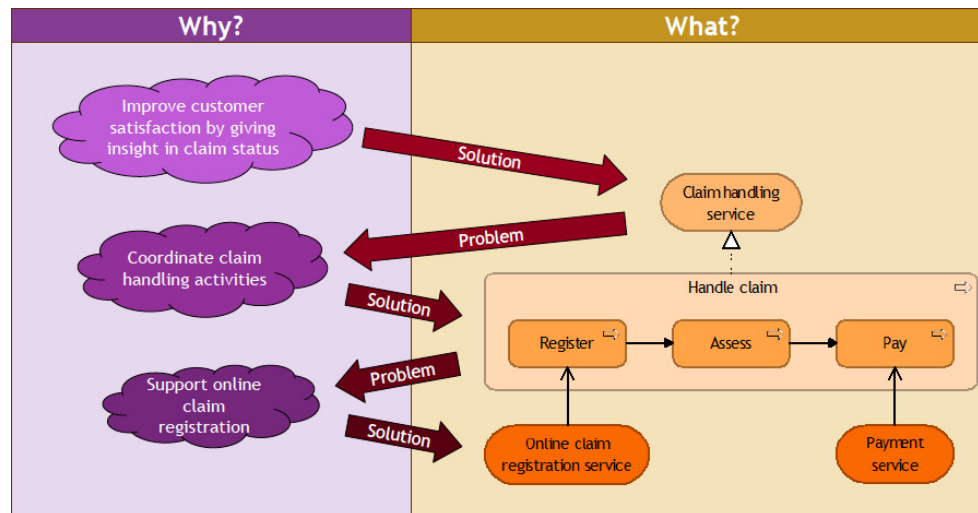 Why?
What?
Improve customer
satisfaction by giving
insight in claim status
Solution
Claim handling
service
Problem
Coordinate claim
handling activities
Solution
Handle claim
Register
Assess
Pay
Problem
Support online
claim
registration
Solution
Online claim
registration service
Payment
service